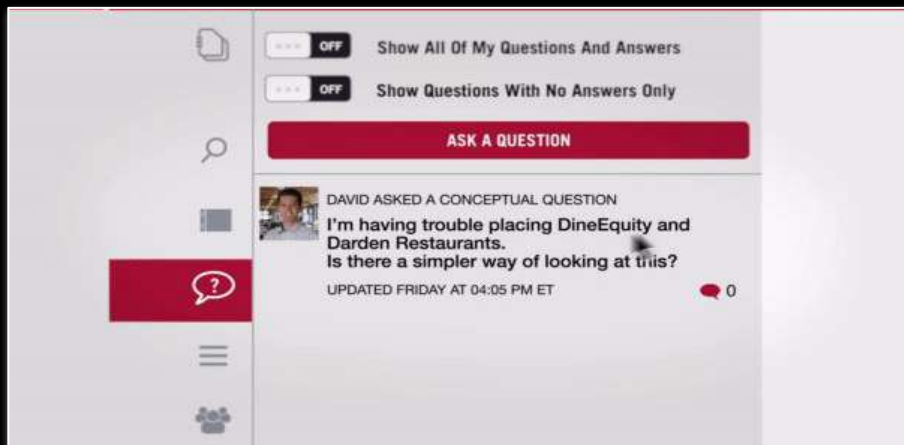 OFF Show All Of My Questions And Answers
OFF Show Questions With No Answers Only
ASK A QUESTION
DAVID ASKED A CONCEPTUAL QUESTION
I'm having trouble placing DineEquity and
Darden Restaurants.
Is there a simpler way of looking at this?
UPDATED FRIDAY AT 04:05 PM ET 0